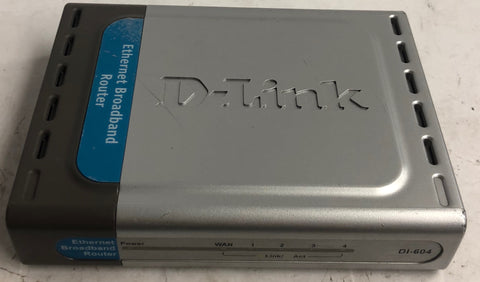 Ethernet Broadband
Router
D-Link
Ethernet
Broadband
Router
Power
WAN 1 2 3 4
Link/ Act
DI-604